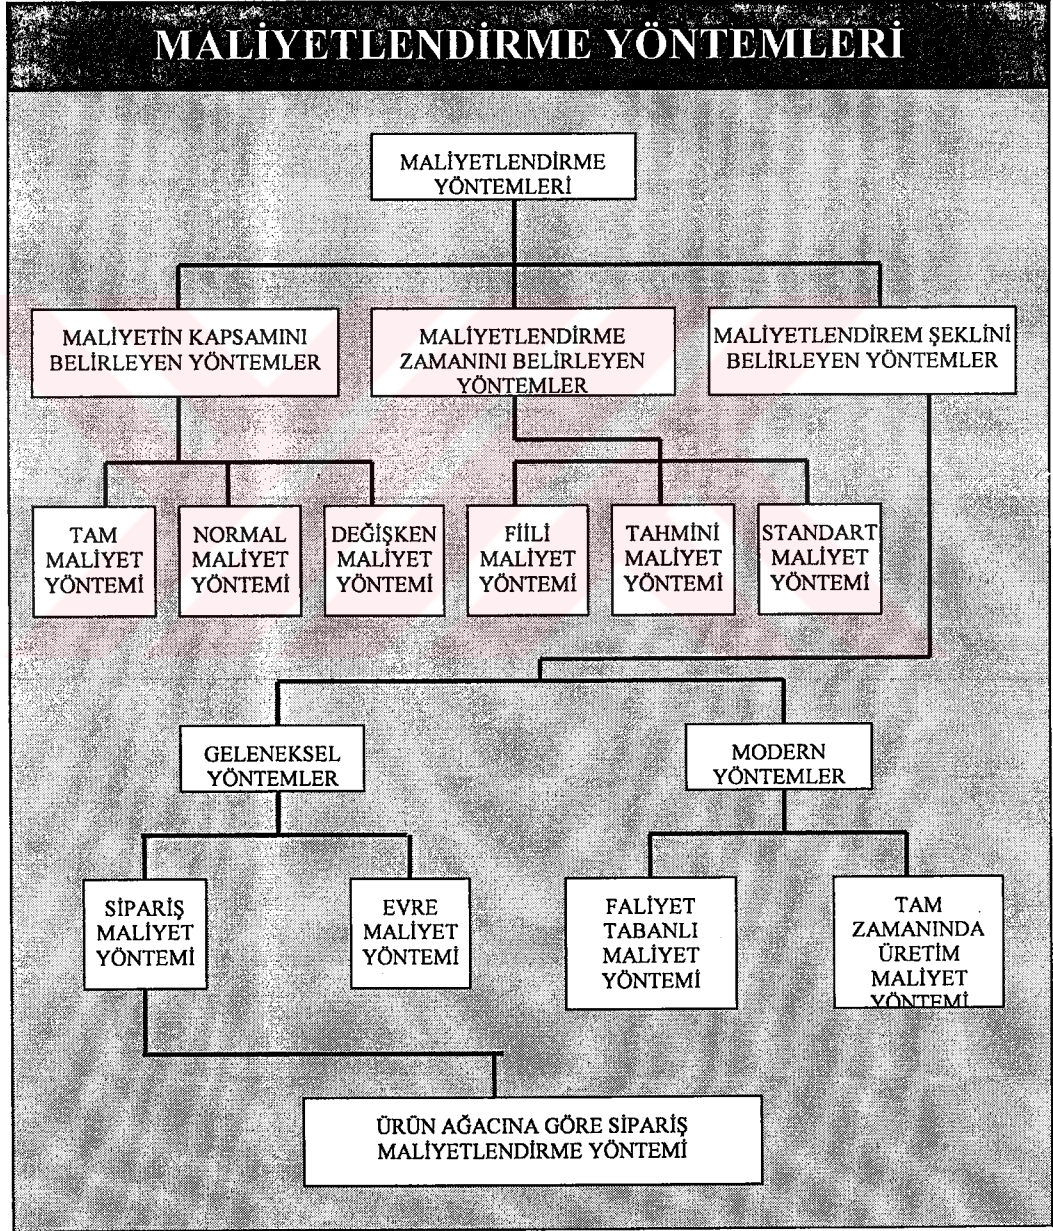 MALİYETLENDİRME YÖNTEMLERİ
MALİYETLENDİRME
YÖNTEMLERİ
MALİYETİN KAPSAMINI
BELİRLEYEN YÖNTEMLER
MALİYETLENDİRME
ZAMANINI BELİRLEYEN
YÖNTEMLER
MALİYETLENDİREM ŞEKLİNİ
BELİRLEYEN YÖNTEMLER
TAM
MALİYET
YÖNTEMİ
NORMAL
MALİYET
YÖNTEMİ
DEĞİŞKEN
MALİYET
YÖNTEMİ
FİİLİ
MALİYET
YÖNTEMİ
TAHMİNİ
MALİYET
YÖNTEMİ
STANDART
MALİYET
YÖNTEMİ
GELENEKSEL
YÖNTEMLER
MODERN
YÖNTEMLER
SİPARİŞ
MALİYET
YÖNTEMİ
EVRE
MALİYET
YÖNTEMİ
FALİYET
TABANLI
MALİYET
YÖNTEMİ
TAM
ZAMANINDA
ÜRETİM
MALİYET
YÖNTEMİ
ÜRÜN AĞACINA GÖRE SİPARİŞ
MALİYETLENDİRME YÖNTEMİ